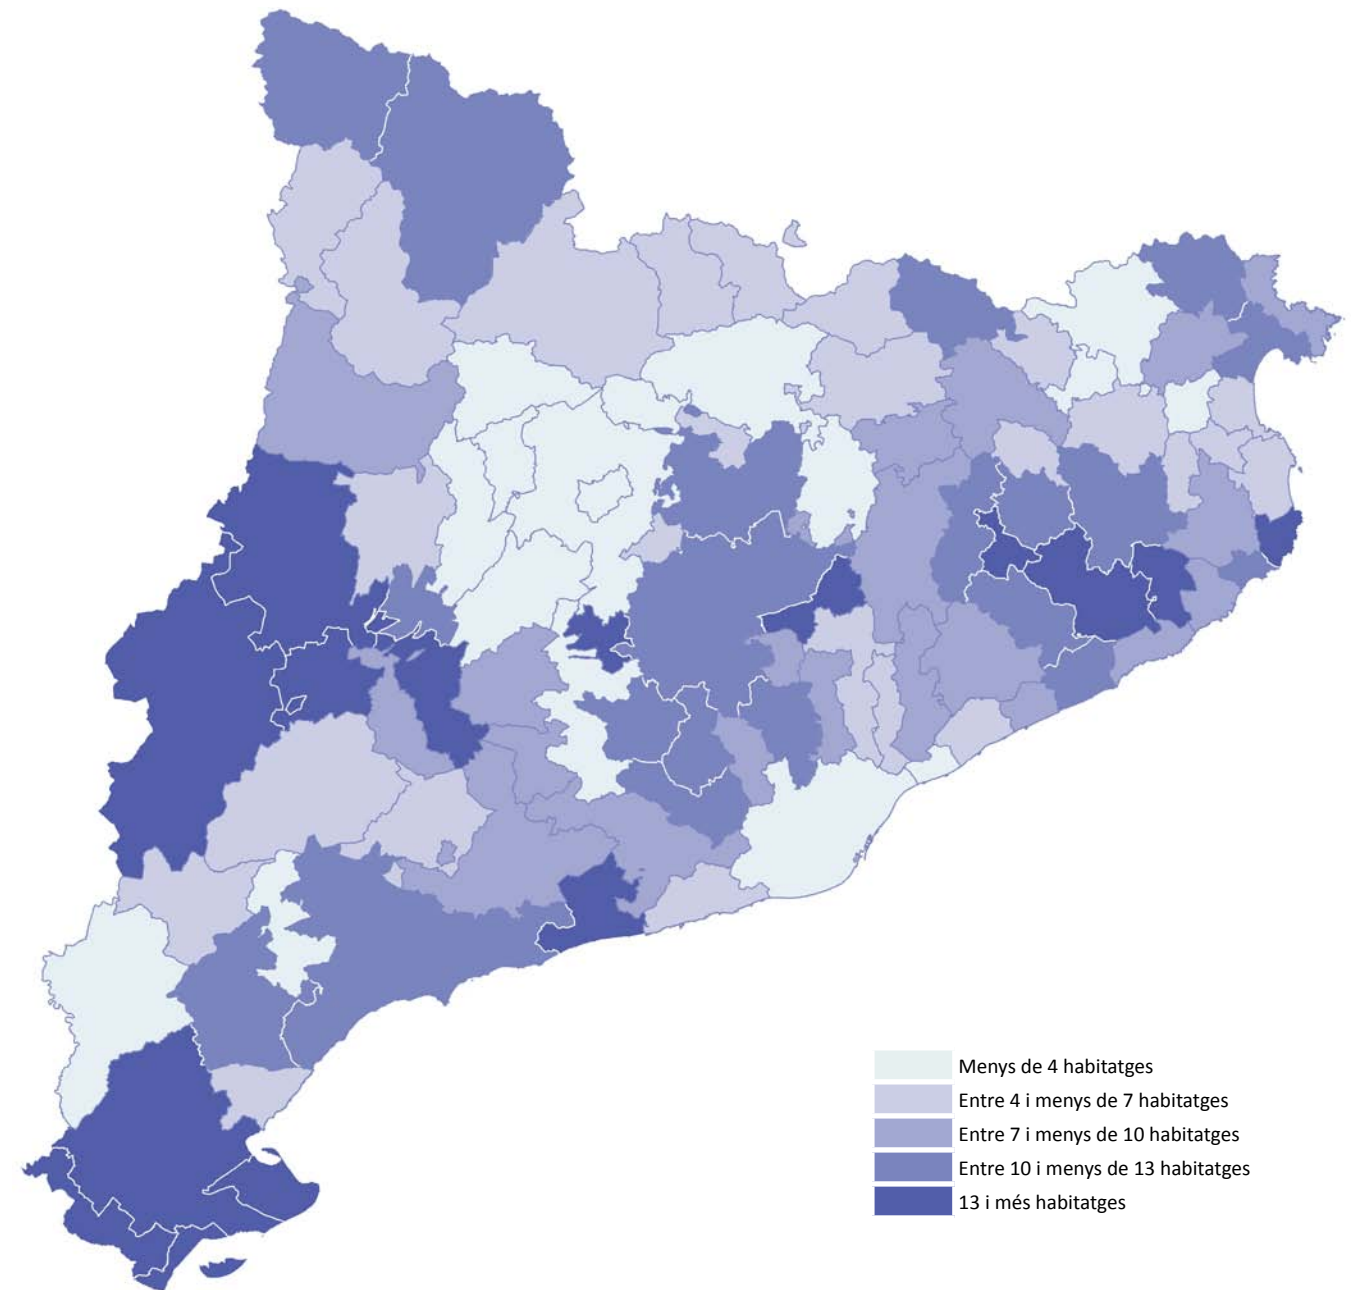 Menys de 4 habitatges
Entre 4 i menys de 7 habitatges
Entre 7 i menys de 10 habitatges
Entre 10 i menys de 13 habitatges
13 i més habitatges